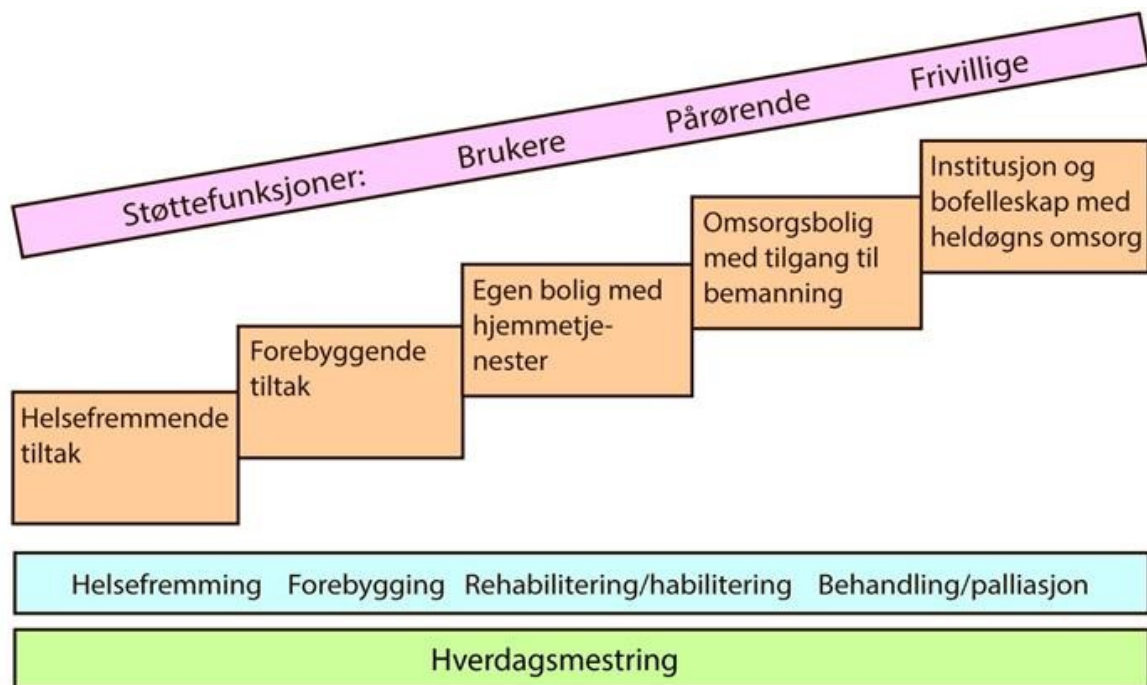 Støttefunksjoner: Brukere Pårørende Frivillige
Helsefremmende
tiltak
Forebyggende
tiltak
Egen bolig med
hjemmetje-
nester
Omsorgsbolig
med tilgang til
bemanning
Institusjon og
bofelleskap med
heldøgns omsorg
Helsefremming Forebygging Rehabilitering/habilitering Behandling/palliasjon
Hverdagsmestring